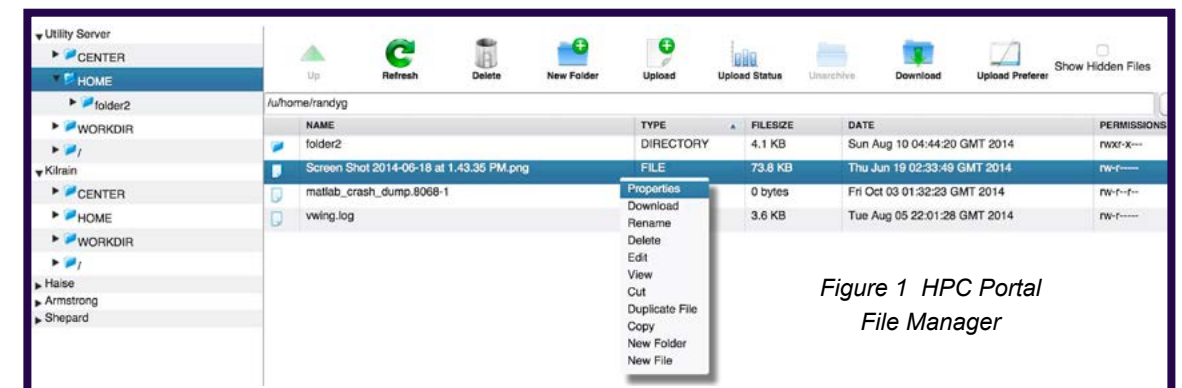 Utility Server
CENTER
HOME
folder2
WORKDIR
/
Kilrain
CENTER
HOME
WORKDIR
/
Haise
Armstrong
Shepard
Up Refresh Delete New Folder Upload Upload Status Unarchive Download Upload Preferer Show Hidden Files
/u/home/randyg
NAME TYPE FILESIZE DATE PERMISSIONS
folder2 DIRECTORY 4.1 KB Sun Aug 10 04:44:20 GMT 2014 rwxr-x---
Screen Shot 2014-06-18 at 1.43.35 PM.png FILE 73.8 KB Thu Jun 19 02:33:49 GMT 2014 rw-r-----
matlab_crash_dump.8068-1 0 bytes Fri Oct 03 01:32:23 GMT 2014 rw-r--r--
vwing.log 3.6 KB Tue Aug 05 22:01:28 GMT 2014 rw-r-----
Properties
Download
Rename
Delete
Edit
View
Cut
Duplicate File
Copy
New Folder
New File
Figure 1 HPC Portal
File Manager